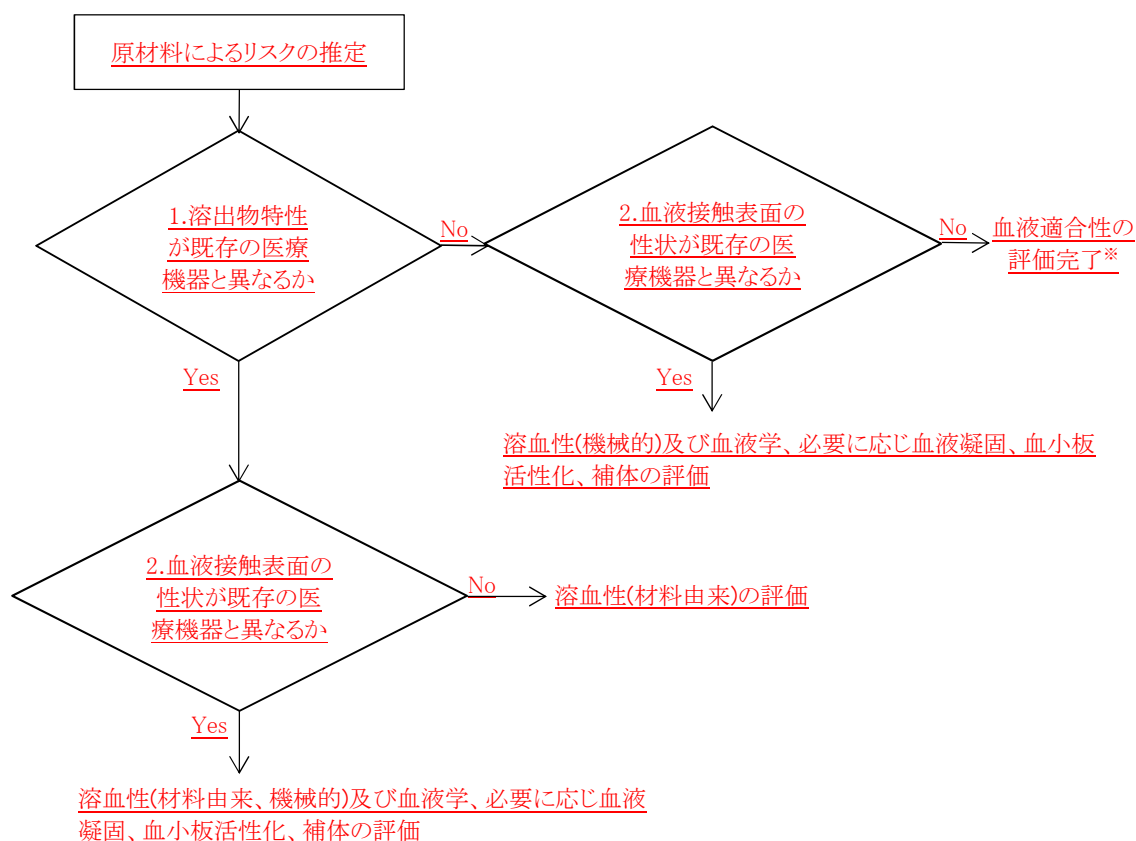 原材料によるリスクの推定
1.溶出物特性
が既存の医療
機器と異なるか
No
2.血液接触表面の
性状が既存の医
療機器と異なるか
No
血液適合性の
評価完了※
Yes
Yes
溶血性(機械的)及び血液学、必要に応じ血液凝固、血小板
活性化、補体の評価
2.血液接触表面の
性状が既存の医
療機器と異なるか
No
溶血性(材料由来)の評価
Yes
溶血性(材料由来、機械的)及び血液学、必要に応じ血液
凝固、血小板活性化、補体の評価